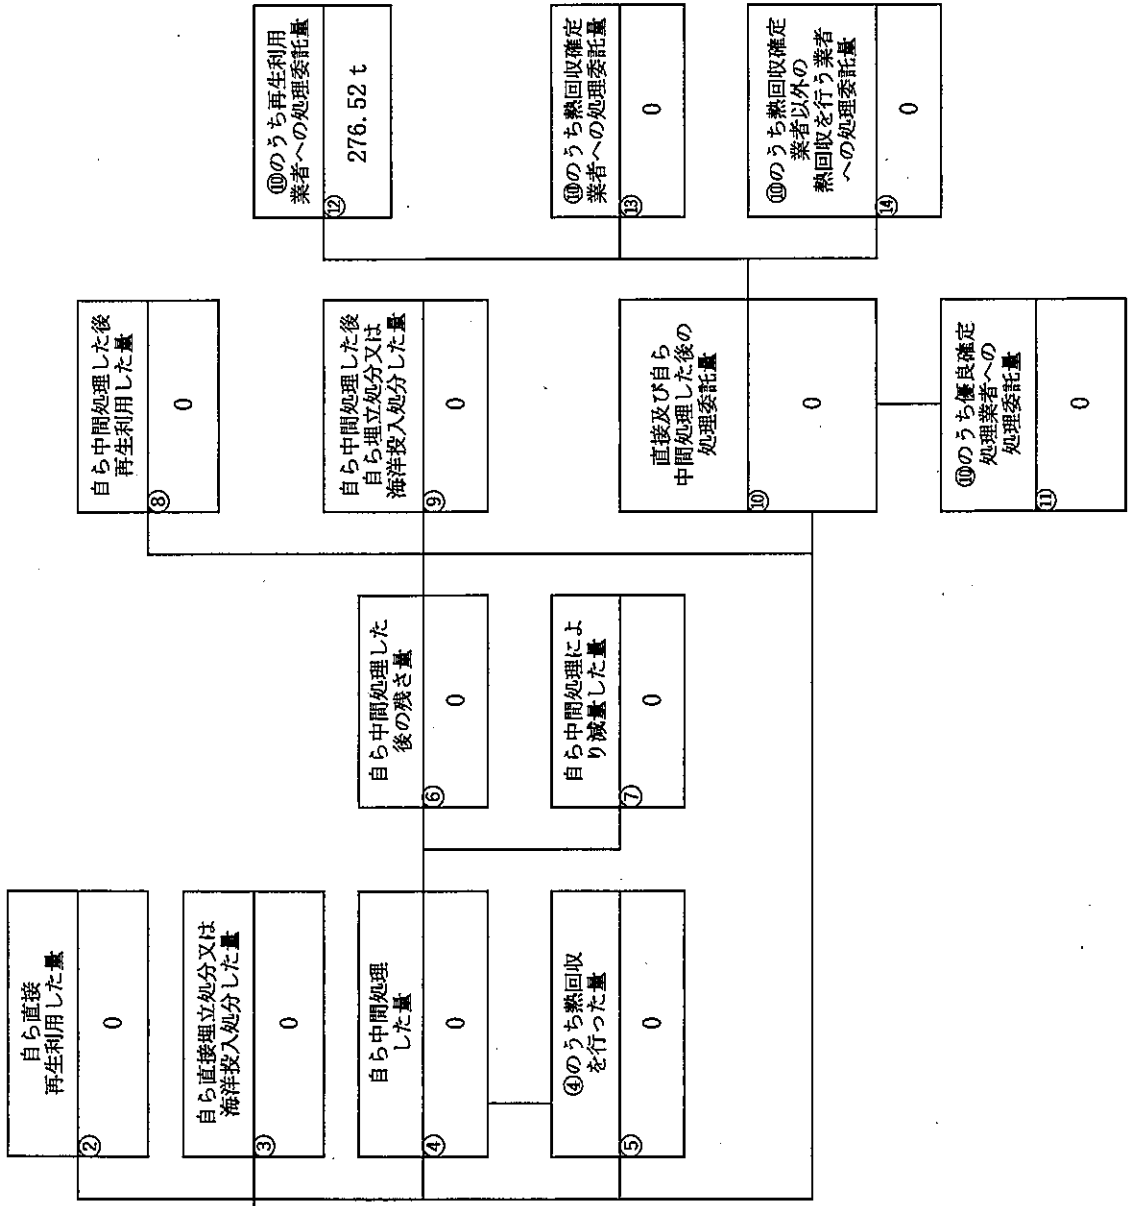 自ら直接
再生利用した量
②
0
自ら直接埋立処分又は
海洋投入処分した量
③
0
自ら中間処理
した量
④
0
④のうち熱回収
を行った量
⑤
0
自ら中間処理した
後の残さ量
⑥
0
自ら中間処理によ
り減量した量
⑦
0
自ら中間処理した後
再生利用した量
⑧
0
自ら中間処理した後
自ら埋立処分又は
海洋投入処分した量
⑨
0
直接及び自ら
中間処理した後の
処理委託量
⑩
0
⑩のうち優良確定
処理業者への
処理委託量
⑪
0
⑩のうち再生利用
業者への処理委託量
⑫
276.52 t
⑩のうち熱回収確定
業者への処理委託量
⑬
0
⑩のうち熱回収確定
業者以外の
熱回収を行う業者
への処理委託量
⑭
0